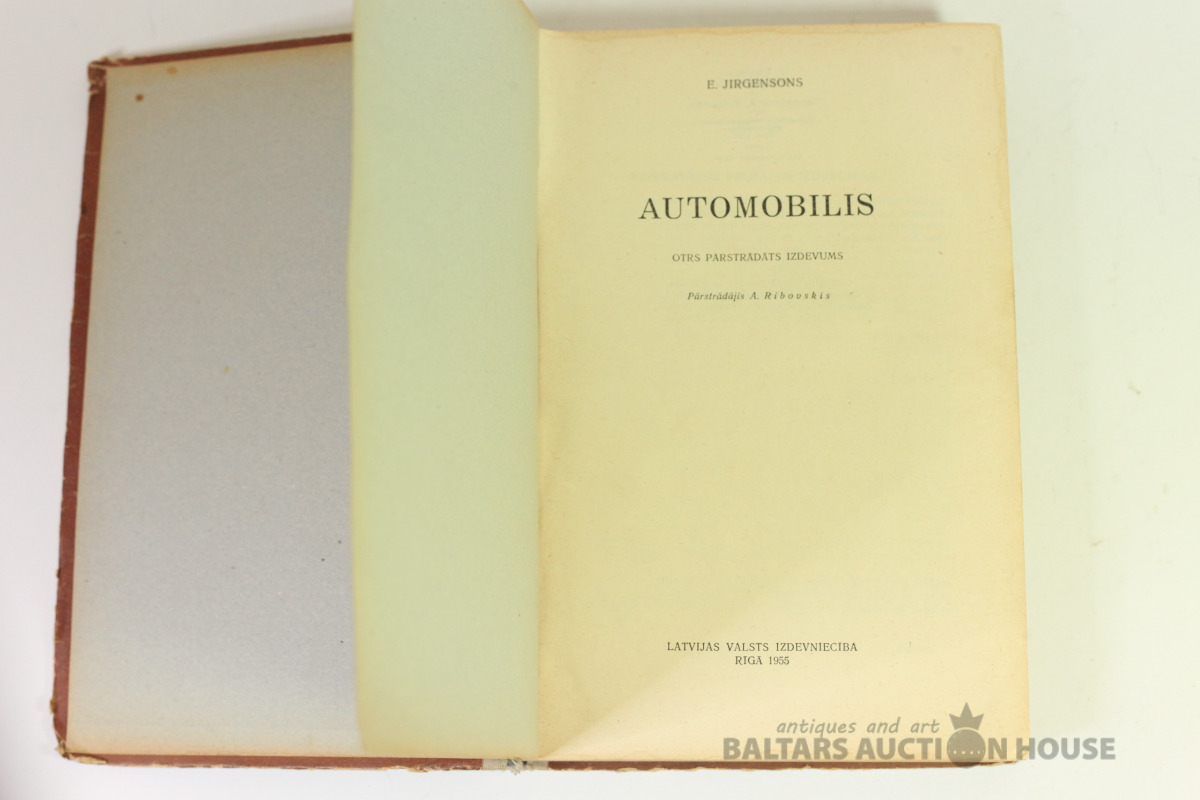 E. JIRGENSONS
AUTOMOBILIS
OTRS PĀRSTRĀDĀTS IZDEVUMS
Pārstrādājis A. Ribovskis
LATVIJAS VALSTS IZDEVNIECĪBA
RĪGĀ 1955
antiques and art
BALTARS AUCTION HOUSE